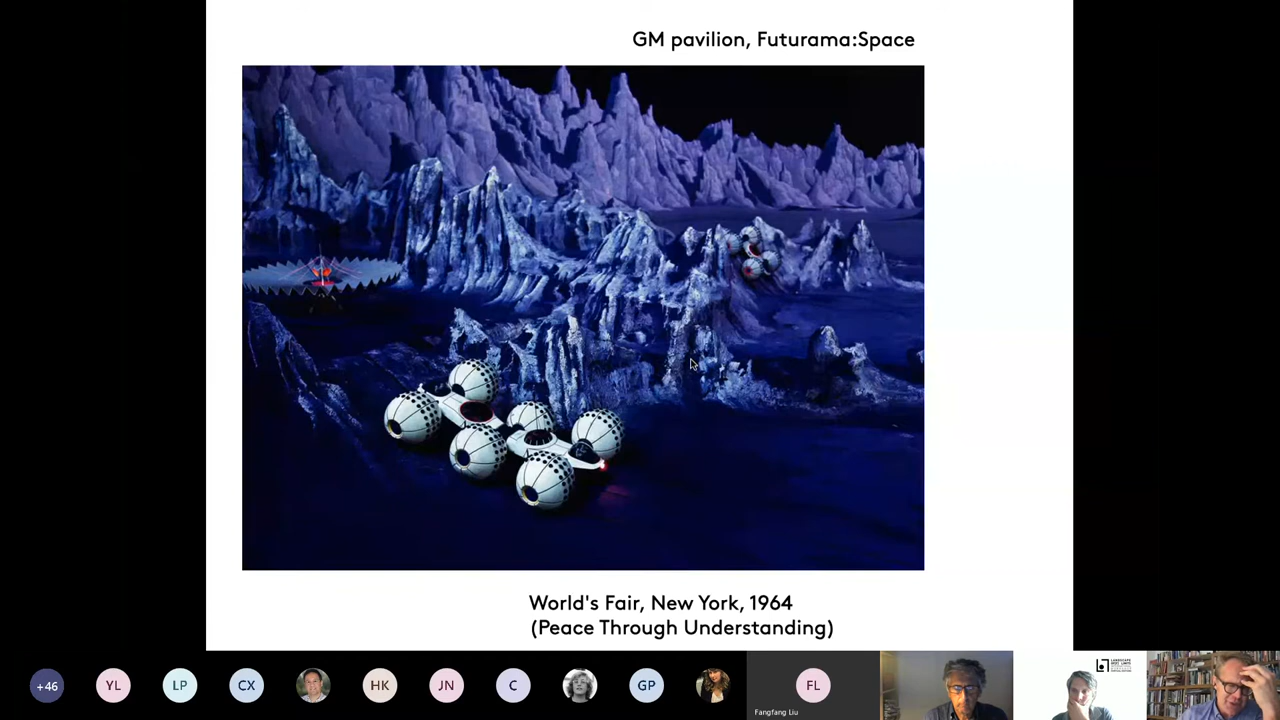 GM pavilion, Futurama:Space
World's Fair, New York, 1964
(Peace Through Understanding)
+46
YL
LP
CX
HK
JN
C
GP
FL
Fangfang Liu